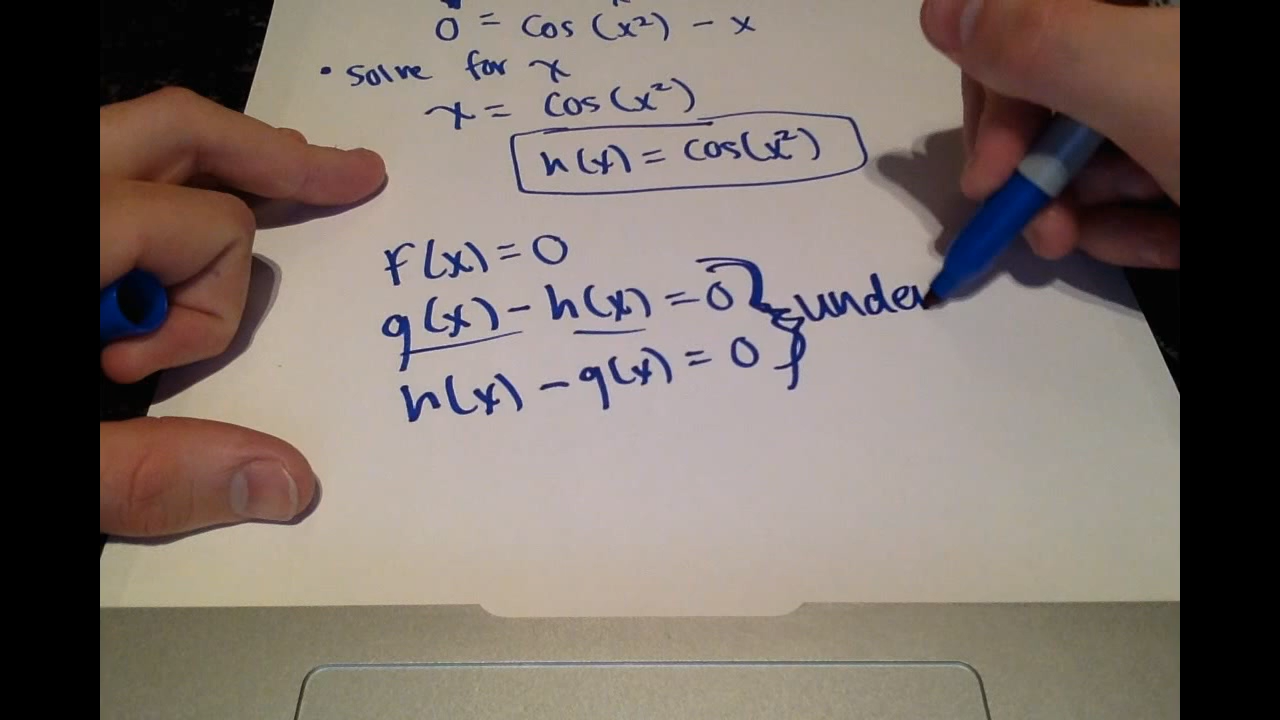 0 = cos(x²) - x
• solve for x
x = cos(x²)
h(x) = cos(x²)
f(x) = 0
g(x) - h(x) = 0
under
h(x) - g(x) = 0